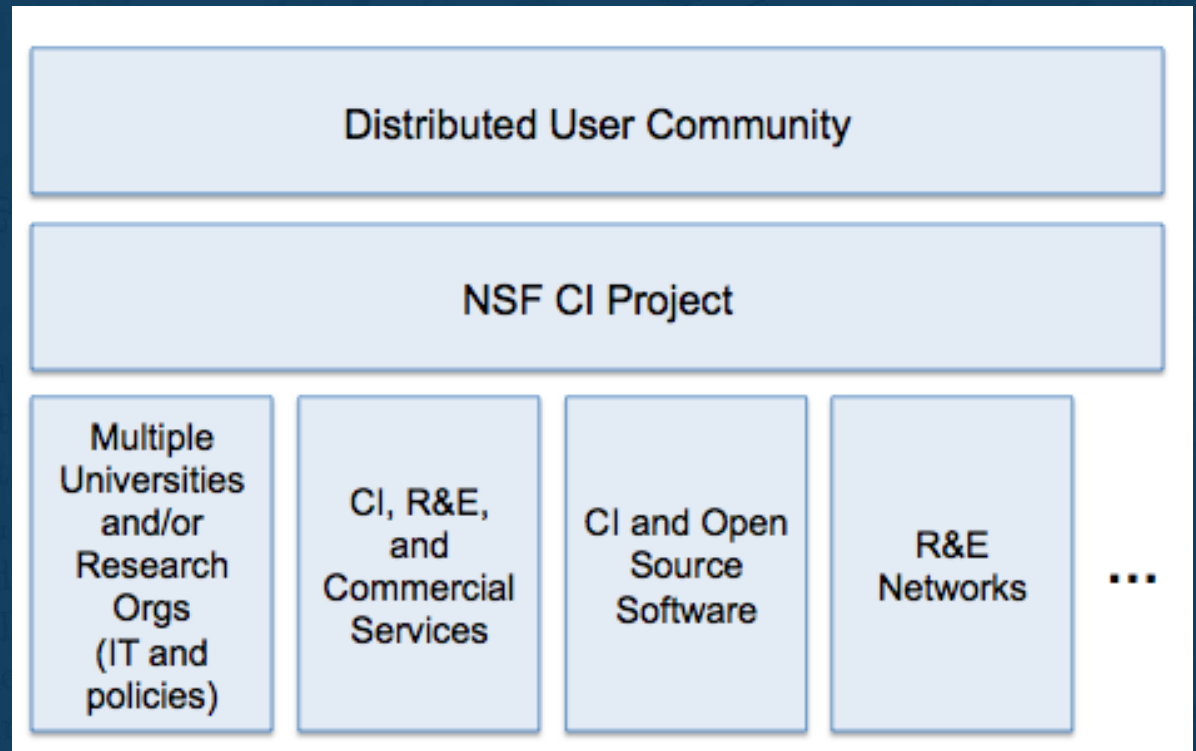 Distributed User Community
NSF CI Project
Multiple
Universities
and/or
Research
Orgs
(IT and
policies)
CI, R&E,
and
Commercial
Services
CI and Open
Source
Software
R&E
Networks
...